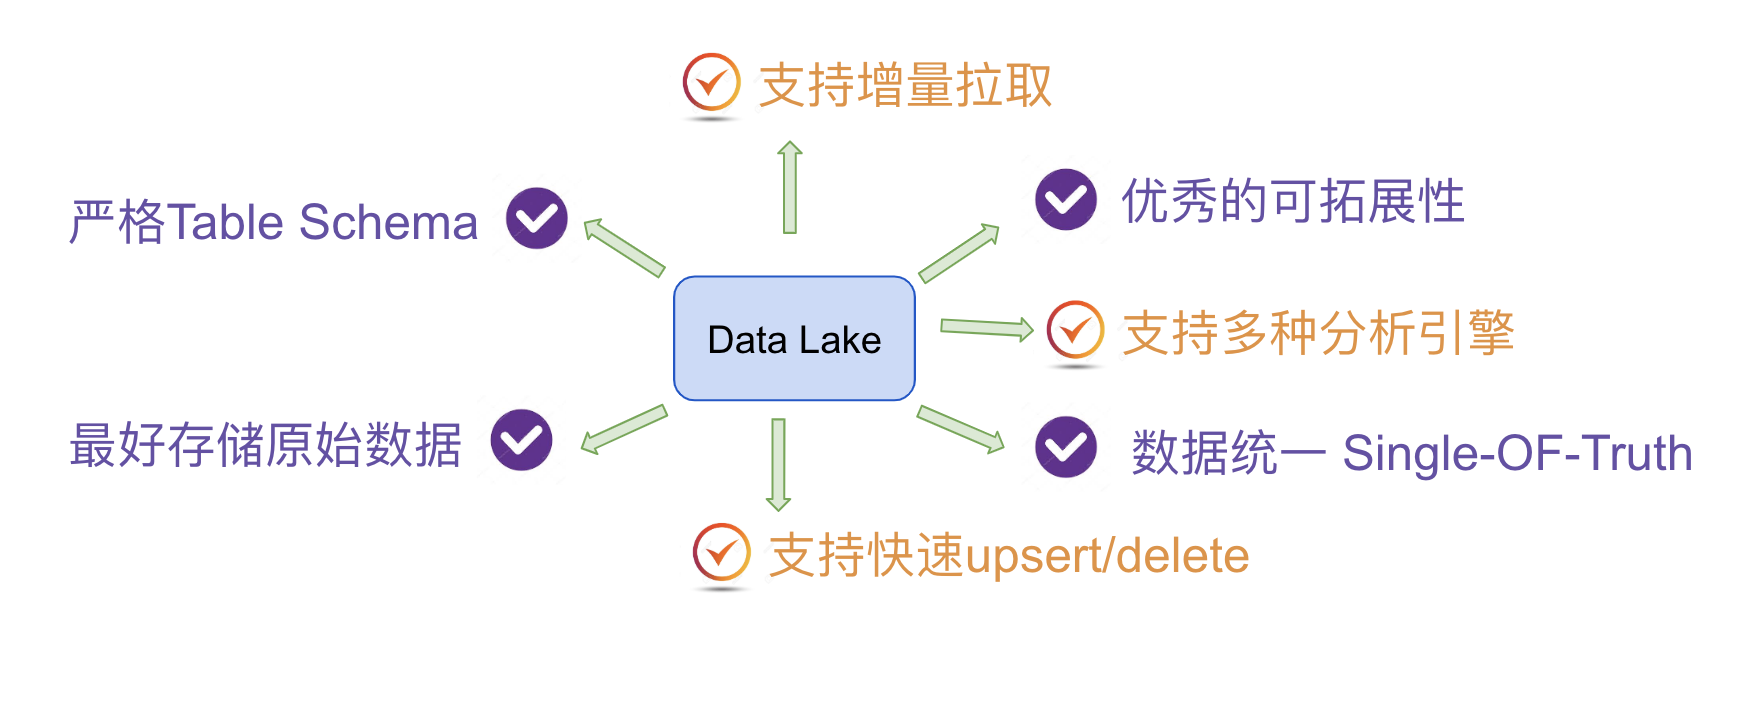 支持增量拉取
严格Table Schema
优秀的可拓展性
Data Lake
支持多种分析引擎
最好存储原始数据
数据统一 Single-OF-Truth
支持快速upsert/delete